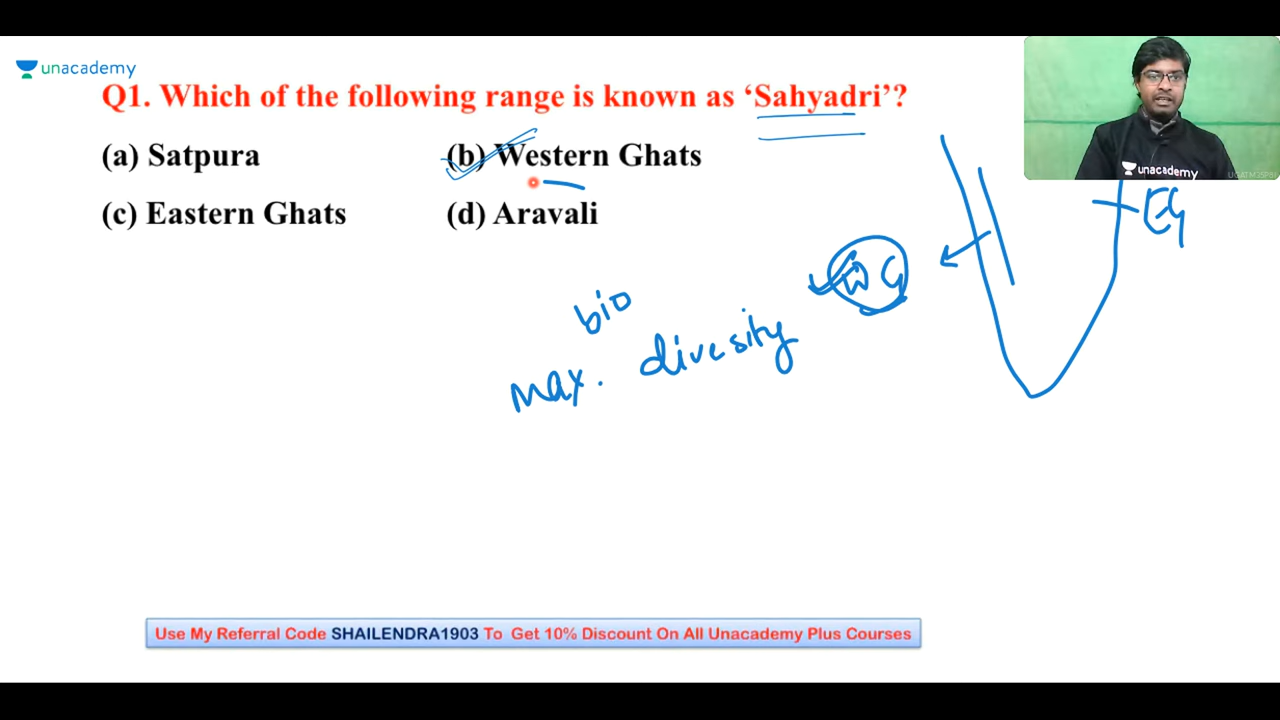 unacademy
Q1. Which of the following range is known as ‘Sahyadri’?
(a) Satpura
(b) Western Ghats
(c) Eastern Ghats
(d) Aravali
unacademy
EG
WG
bio
max. divesity
Use My Referral Code SHAILENDRA1903 To Get 10% Discount On All Unacademy Plus Courses